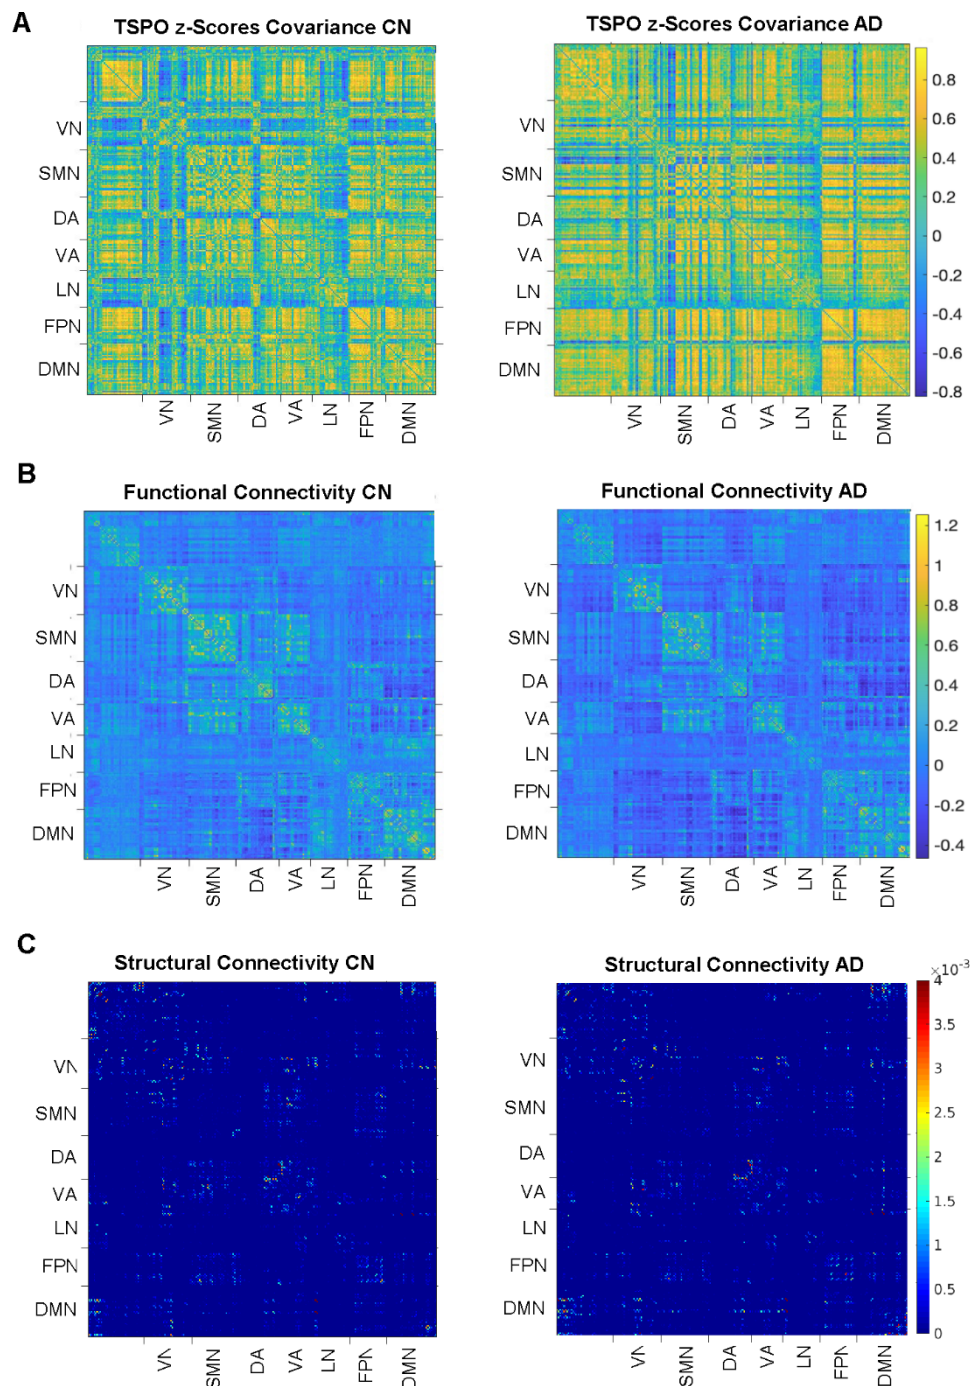 A
TSPO z-Scores Covariance CN
TSPO z-Scores Covariance AD
VN
SMN
DA
VA
LN
FPN
DMN
VN
SMN
DA
VA
LN
FPN
DMN
VN
SMN
DA
VA
LN
FPN
DMN
VN
SMN
DA
VA
LN
FPN
DMN
0.8
0.6
0.4
0.2
0
-0.2
-0.4
-0.6
-0.8
B
Functional Connectivity CN
Functional Connectivity AD
VN
SMN
DA
VA
LN
FPN
DMN
VN
SMN
DA
VA
LN
FPN
DMN
VN
SMN
DA
VA
LN
FPN
DMN
VN
SMN
DA
VA
LN
FPN
DMN
1.2
1
0.8
0.6
0.4
0.2
0
-0.2
-0.4
C
Structural Connectivity CN
Structural Connectivity AD
VN
SMN
DA
VA
LN
FPN
DMN
VN
SMN
DA
VA
LN
FPN
DMN
VN
SMN
DA
VA
LN
FPN
DMN
VN
SMN
DA
VA
LN
FPN
DMN
×10⁻³
4
3.5
3
2.5
2
1.5
1
0.5
0